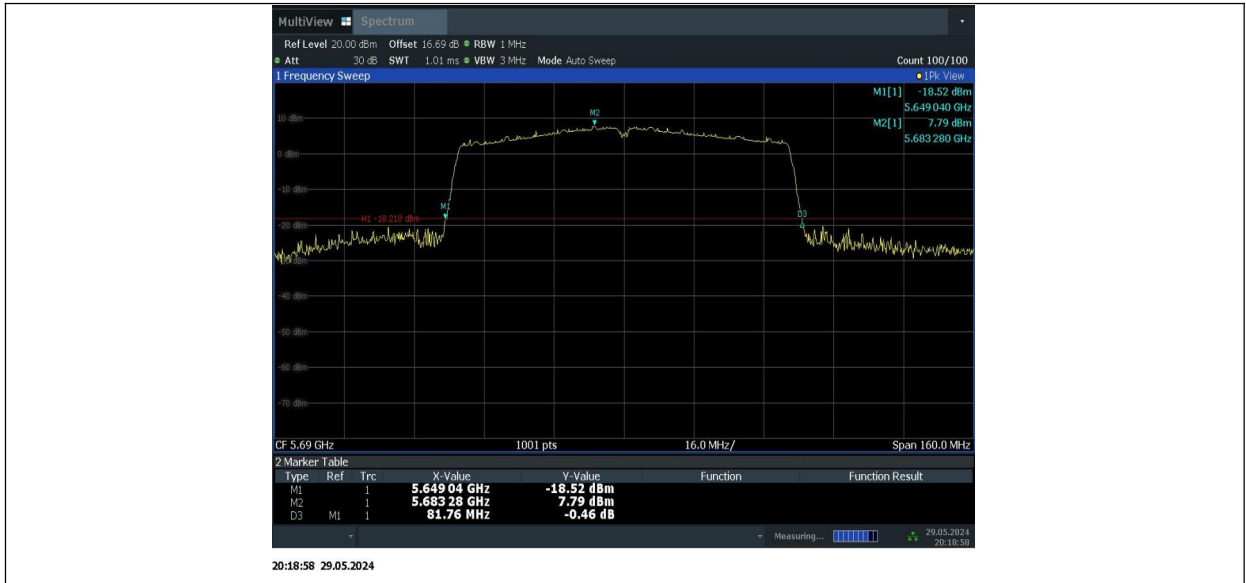 MultiView Spectrum
Ref Level 20.00 dBm Offset 16.69 dB RBW 1 MHz
Att 30 dB SWT 1.01 ms VBW 3 MHz Mode Auto Sweep Count 100/100
1 Frequency Sweep 1Pk View
M1[1] -18.52 dBm
5.649 040 GHz
M2[1] 7.79 dBm
5.683 280 GHz
M2
10 dBm
0 dBm
-10 dBm
M1
D3
H1 -18.210 dBm
-20 dBm
-30 dBm
-40 dBm
-50 dBm
-60 dBm
-70 dBm
CF 5.69 GHz 1001 pts 16.0 MHz/ Span 160.0 MHz
2 Marker Table
Type Ref Trc X-Value Y-Value Function Function Result
M1 1 5.649 04 GHz -18.52 dBm
M2 1 5.683 28 GHz 7.79 dBm
D3 M1 1 81.76 MHz -0.46 dB
Measuring... 29.05.2024
20:18:58
20:18:58 29.05.2024